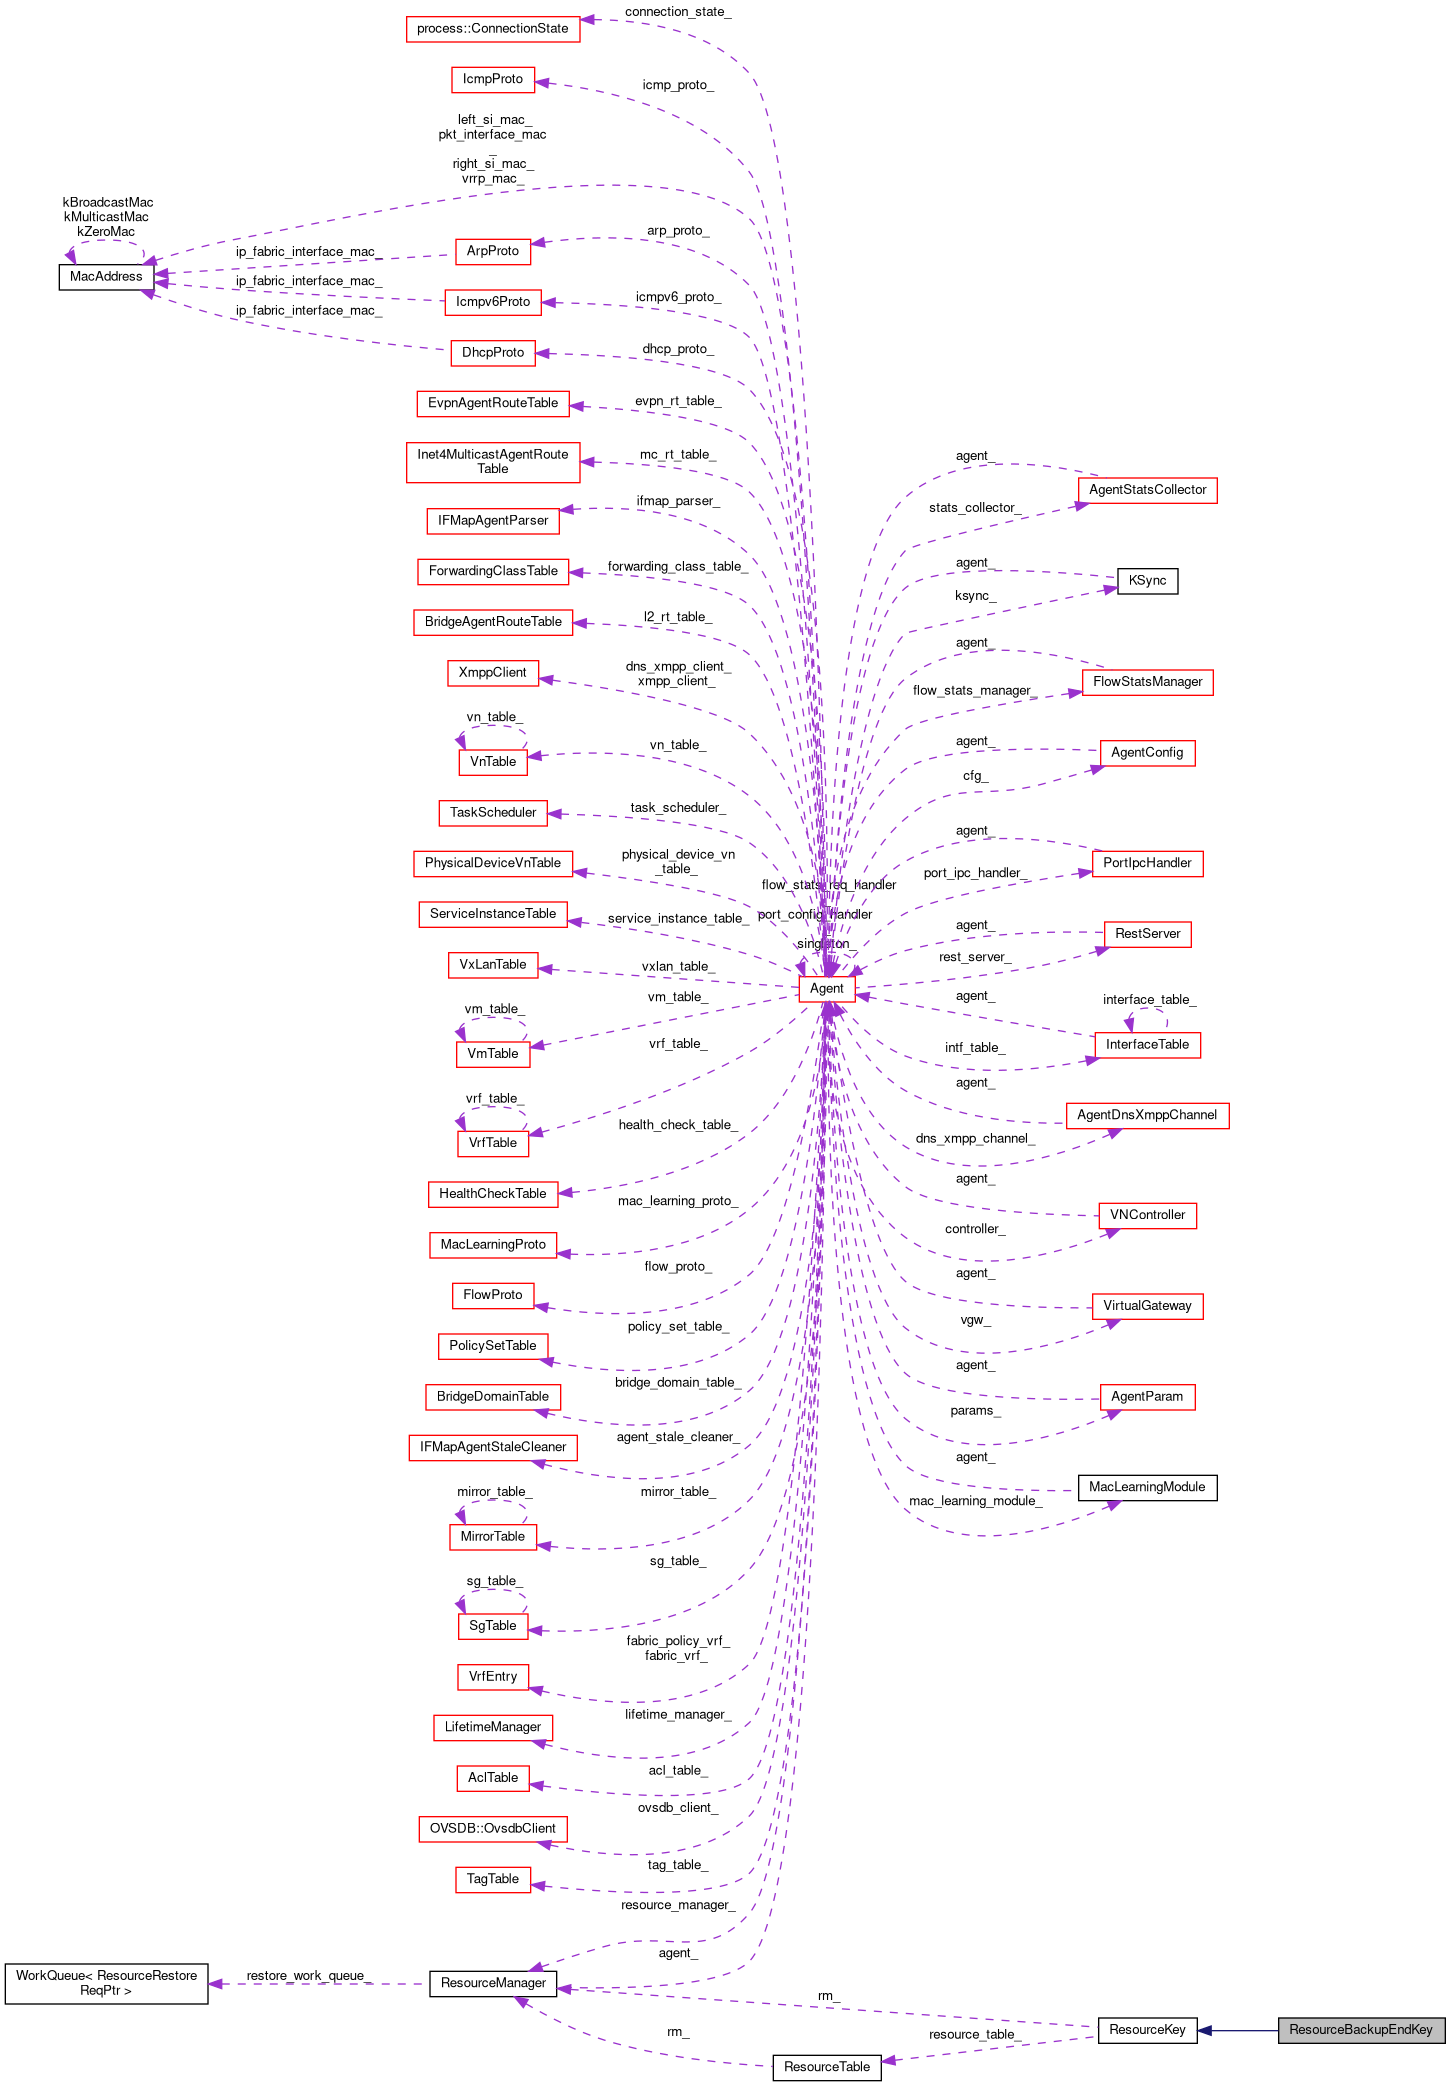 connection_state_
process::ConnectionState
IcmpProto
icmp_proto_
left_si_mac_
pkt_interface_mac
_
right_si_mac_
vrrp_mac_
kBroadcastMac
kMulticastMac
kZeroMac
MacAddress
ip_fabric_interface_mac_
ArpProto
arp_proto_
ip_fabric_interface_mac_
Icmpv6Proto
icmpv6_proto_
ip_fabric_interface_mac_
DhcpProto
dhcp_proto_
EvpnAgentRouteTable
evpn_rt_table_
Inet4MulticastAgentRoute
Table
mc_rt_table_
IFMapAgentParser
ifmap_parser_
ForwardingClassTable
forwarding_class_table_
BridgeAgentRouteTable
l2_rt_table_
XmppClient
dns_xmpp_client_
xmpp_client_
vn_table_
VnTable
vn_table_
TaskScheduler
task_scheduler_
PhysicalDeviceVnTable
physical_device_vn
_table_
ServiceInstanceTable
service_instance_table_
VxLanTable
vxlan_table_
vm_table_
VmTable
vm_table_
vrf_table_
VrfTable
vrf_table_
HealthCheckTable
health_check_table_
MacLearningProto
mac_learning_proto_
FlowProto
flow_proto_
PolicySetTable
policy_set_table_
BridgeDomainTable
bridge_domain_table_
IFMapAgentStaleCleaner
agent_stale_cleaner_
mirror_table_
MirrorTable
mirror_table_
sg_table_
SgTable
sg_table_
VrfEntry
fabric_policy_vrf_
fabric_vrf_
LifetimeManager
lifetime_manager_
AclTable
acl_table_
OVSDB::OvsdbClient
ovsdb_client_
TagTable
tag_table_
resource_manager_
agent_
WorkQueue< ResourceRestore
ReqPtr >
restore_work_queue_
ResourceManager
rm_
rm_
ResourceTable
resource_table_
ResourceKey
ResourceBackupEndKey
flow_stats_req_handler
_
port_config_handler
_
singleton_
Agent
agent_
stats_collector_
AgentStatsCollector
agent_
ksync_
KSync
agent_
flow_stats_manager_
FlowStatsManager
agent_
cfg_
AgentConfig
agent_
port_ipc_handler_
PortIpcHandler
agent_
rest_server_
RestServer
agent_
interface_table_
intf_table_
InterfaceTable
agent_
dns_xmpp_channel_
AgentDnsXmppChannel
agent_
controller_
VNController
agent_
vgw_
VirtualGateway
agent_
params_
AgentParam
agent_
mac_learning_module_
MacLearningModule